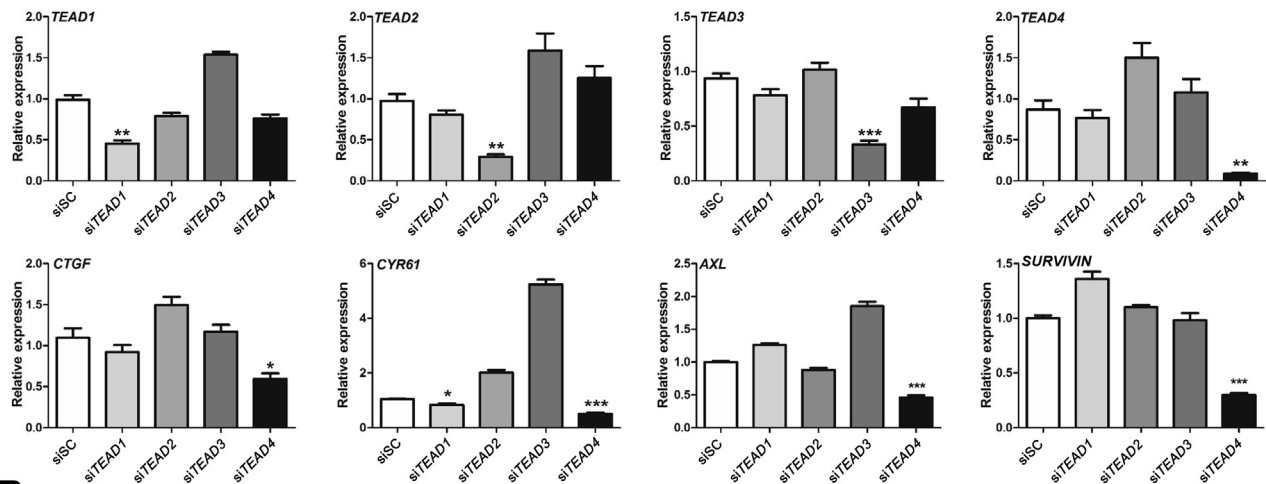 TEAD1
Relative expression
2.0
1.5
1.0
0.5
0.0
**
siSC
siTEAD1
siTEAD2
siTEAD3
siTEAD4
TEAD2
Relative expression
2.0
1.5
1.0
0.5
0.0
**
siSC
siTEAD1
siTEAD2
siTEAD3
siTEAD4
TEAD3
Relative expression
1.5
1.0
0.5
0.0
***
siSC
siTEAD1
siTEAD2
siTEAD3
siTEAD4
TEAD4
Relative expression
2.0
1.5
1.0
0.5
0.0
**
siSC
siTEAD1
siTEAD2
siTEAD3
siTEAD4
CTGF
Relative expression
2.0
1.5
1.0
0.5
0.0
*
siSC
siTEAD1
siTEAD2
siTEAD3
siTEAD4
CYR61
Relative expression
6
4
2
0
*
***
siSC
siTEAD1
siTEAD2
siTEAD3
siTEAD4
AXL
Relative expression
2.5
2.0
1.5
1.0
0.5
0.0
***
siSC
siTEAD1
siTEAD2
siTEAD3
siTEAD4
SURVIVIN
Relative expression
1.5
1.0
0.5
0.0
***
siSC
siTEAD1
siTEAD2
siTEAD3
siTEAD4